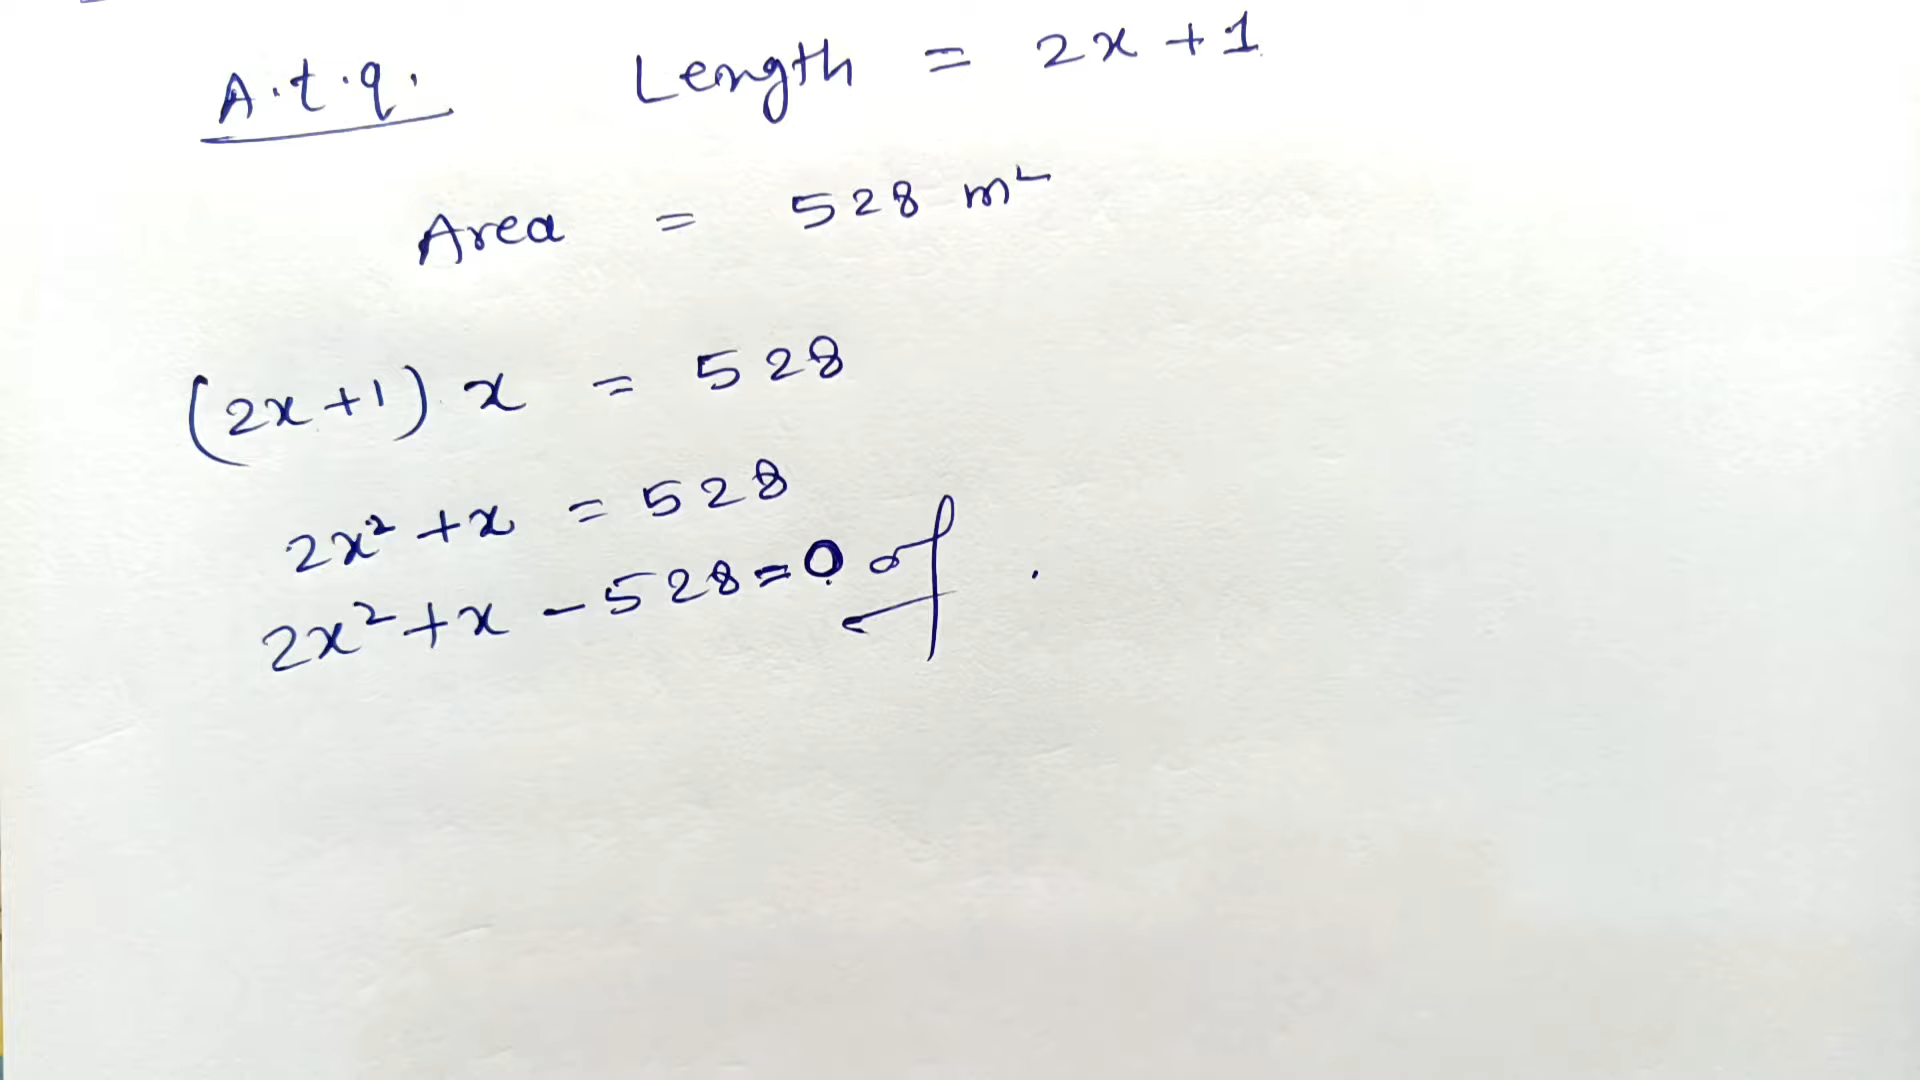 A.t.q. Length = 2x + 1
Area = 528 m²
(2x+1) x = 528
2x² + x = 528
2x² + x - 528 = 0